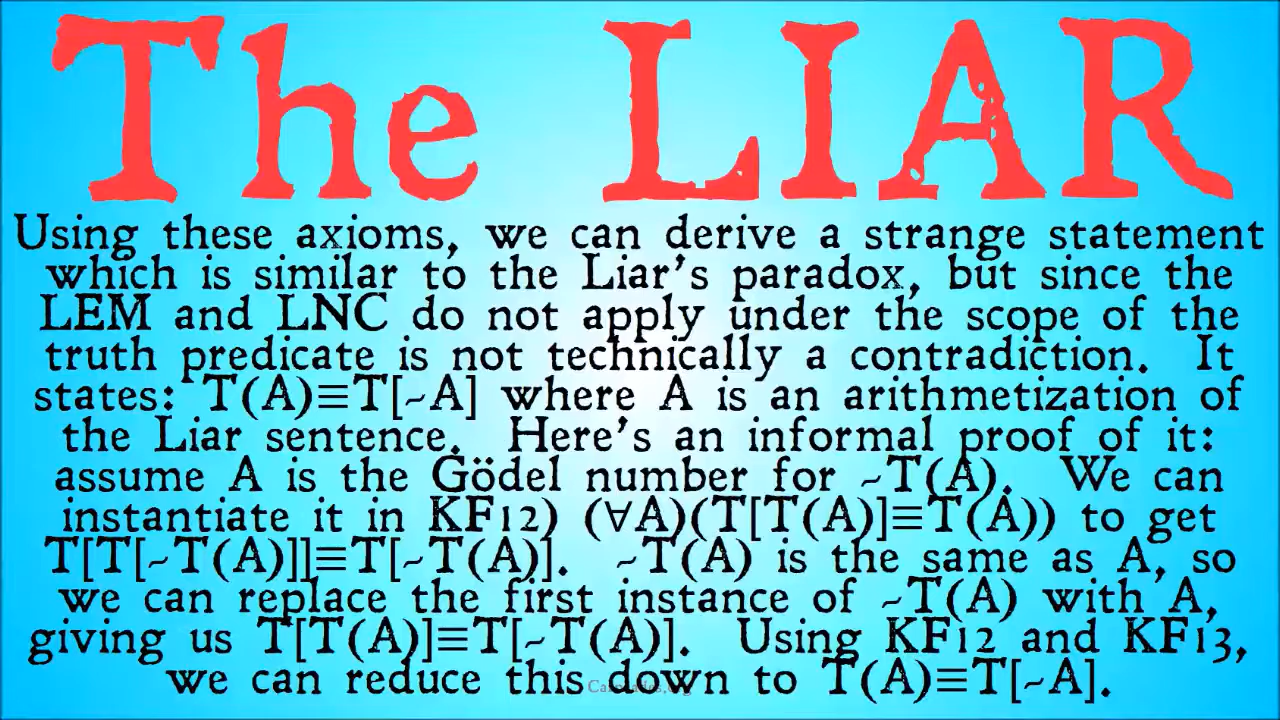 The LIAR
Using these axioms, we can derive a strange statement
which is similar to the Liar's paradox, but since the
LEM and LNC do not apply under the scope of the
truth predicate is not technically a contradiction. It
states: T(A)≡T[~A] where A is an arithmetization of
the Liar sentence. Here's an informal proof of it:
assume A is the Gödel number for ~T(A). We can
instantiate it in KF12) (∀A)(T[T(A)]≡T(A)) to get
T[T[~T(A)]]≡T[~T(A)]. ~T(A) is the same as A, so
we can replace the first instance of ~T(A) with A,
giving us T[T(A)]≡T[~T(A)]. Using KF12 and KF13,
we can reduce this down to T(A)≡T[~A].